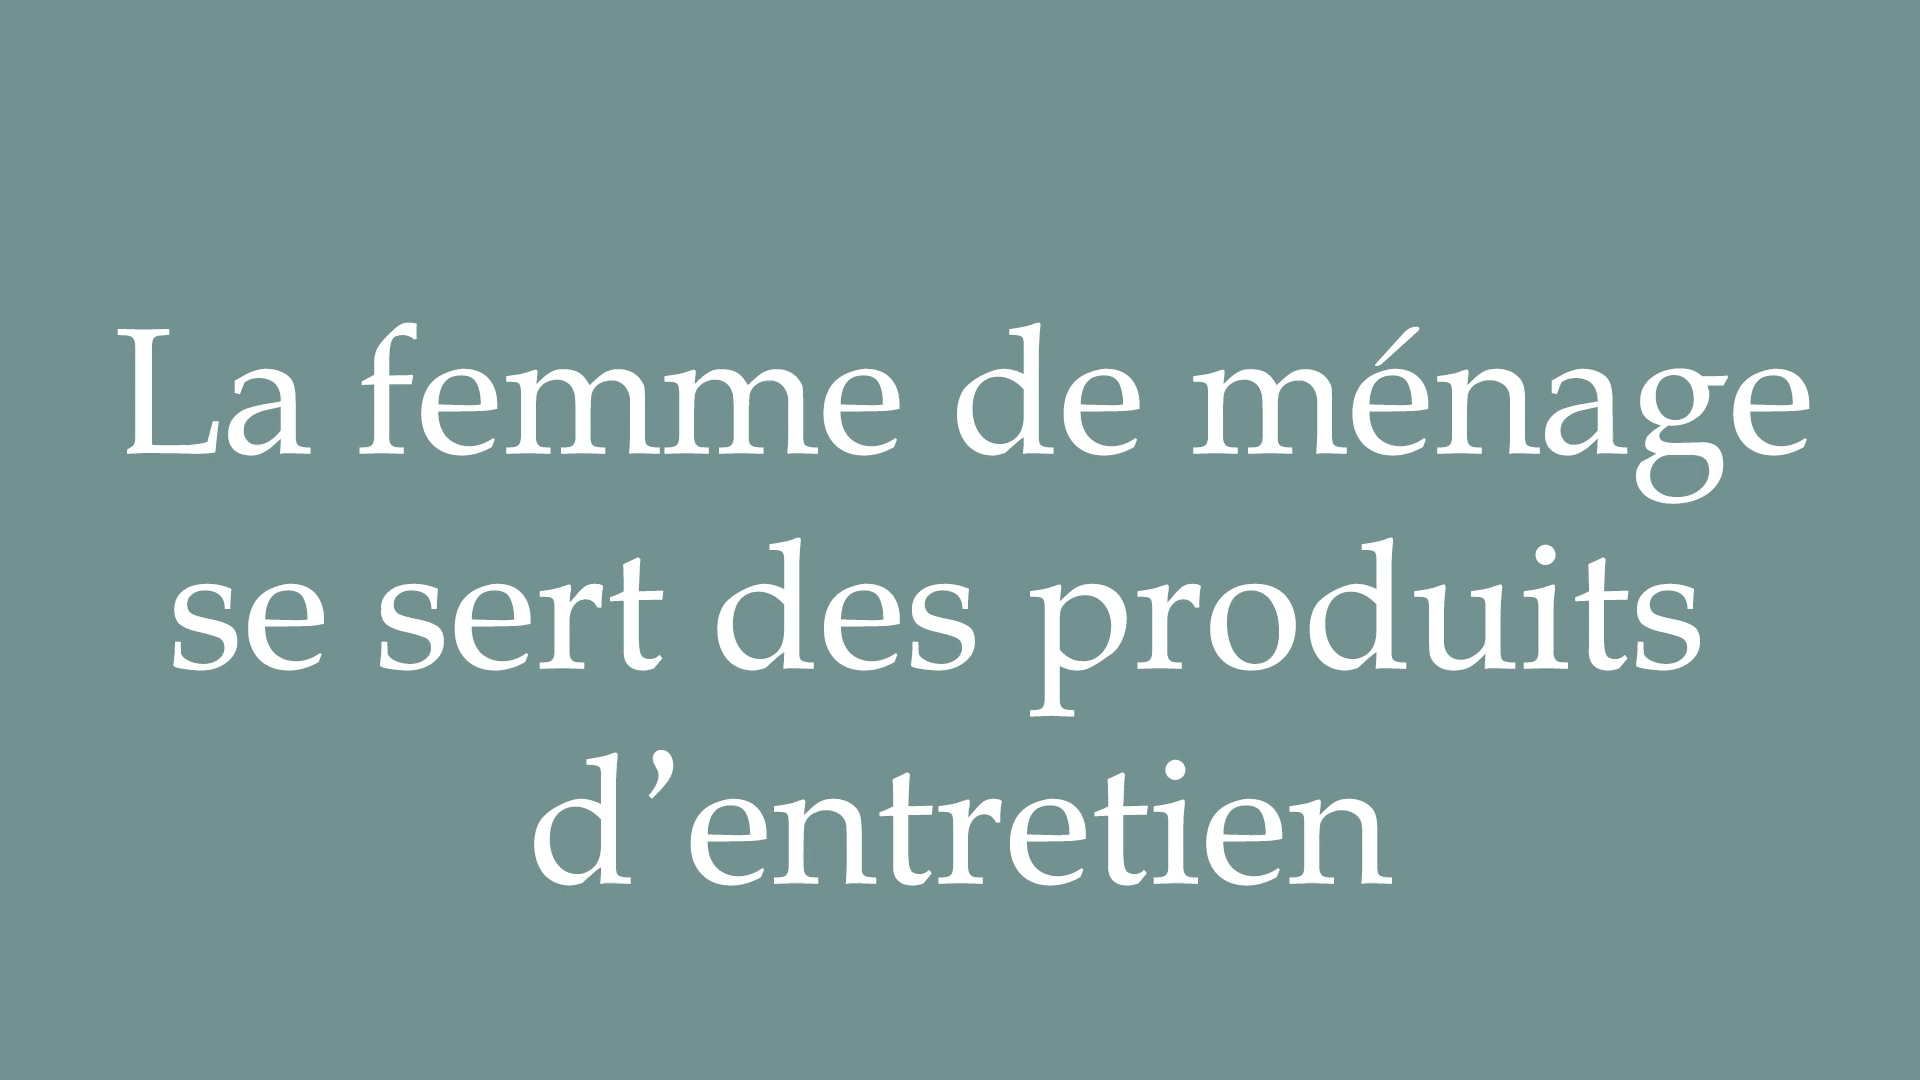 La femme de ménage
se sert des produits
d’entretien